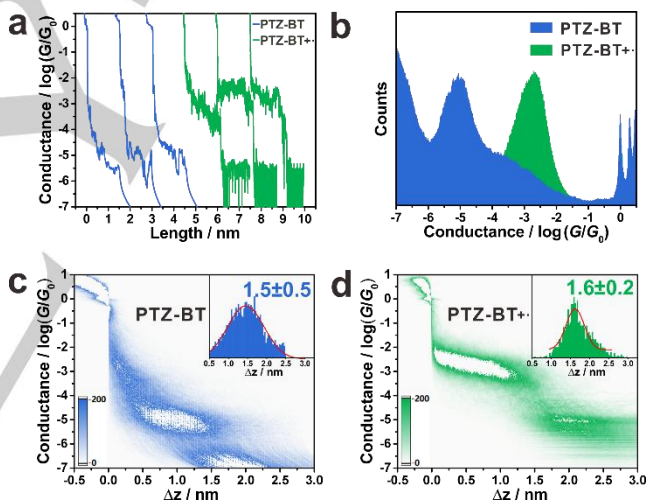 a
Conductance / log(G/G₀)
0
-1
-2
-3
-4
-5
-6
-7
PTZ-BT
PTZ-BT+·
0 1 2 3 4 5 6 7 8 9 10
Length / nm
b
Counts
PTZ-BT
PTZ-BT+·
-7 -6 -5 -4 -3 -2 -1 0
Conductance / log(G/G₀)
c
Conductance / log(G/G₀)
1
0
-1
-2
-3
-4
-5
-6
-7
PTZ-BT
1.5±0.5
0.5 1.0 1.5 2.0 2.5 3.0
Δz / nm
200
0
0.0 0.5 1.0 1.5 2.0 2.5 3.0
Δz / nm
d
Conductance / log(G/G₀)
1
0
-1
-2
-3
-4
-5
-6
-7
PTZ-BT+·
1.6±0.2
0.5 1.0 1.5 2.0 2.5 3.0
Δz / nm
200
0
0.0 0.5 1.0 1.5 2.0 2.5 3.0
Δz / nm